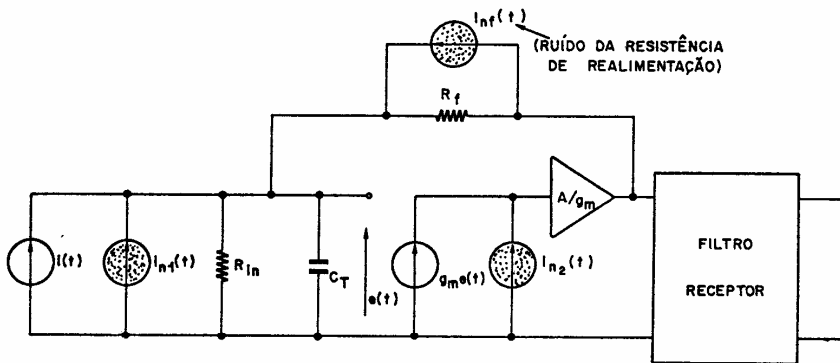 Inf(t)
(RUÍDO DA RESISTÊNCIA
DE REALIMENTAÇÃO)
Rf
A/gm
i(t)
In1(t)
Rin
CT
e(t)
gme(t)
In2(t)
FILTRO
RECEPTOR